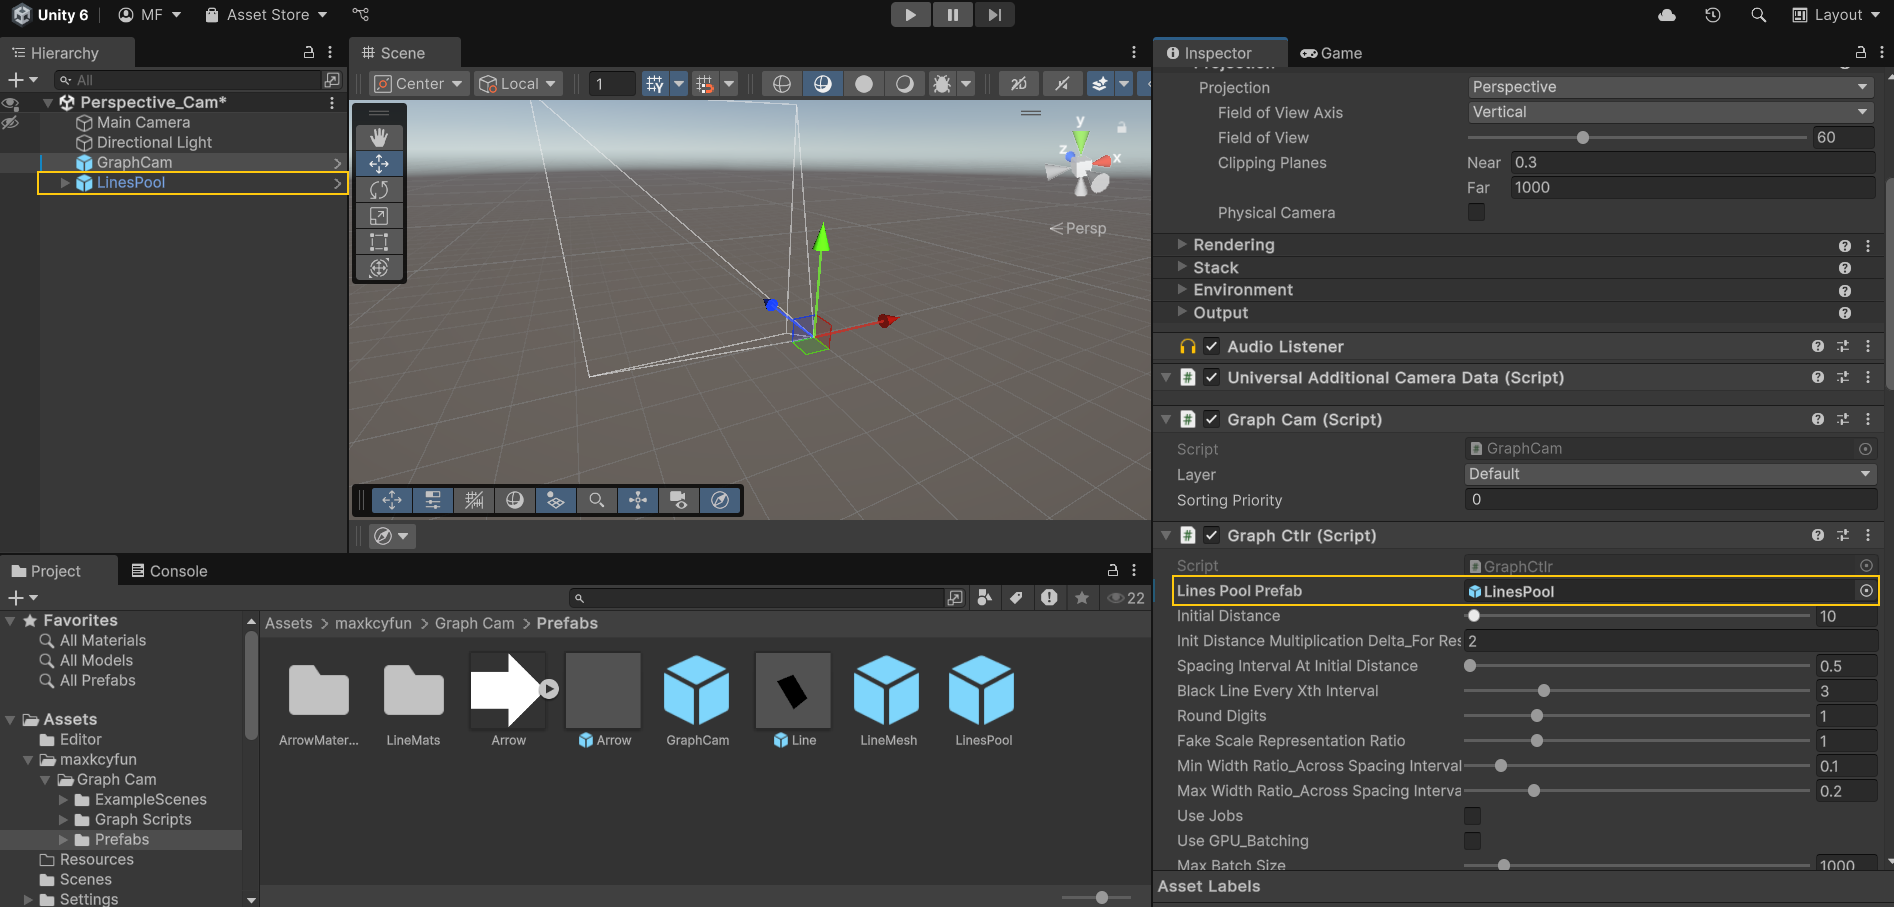 Unity 6
MF
Asset Store
Layout
Hierarchy
All
Perspective_Cam*
Main Camera
Directional Light
GraphCam
LinesPool
Scene
Center
Local
1
2D
y
z
x
Persp
Inspector
Game
Projection
Perspective
Field of View Axis
Vertical
Field of View
60
Clipping Planes
Near
0.3
Far
1000
Physical Camera
Rendering
Stack
Environment
Output
Audio Listener
# Universal Additional Camera Data (Script)
# Graph Cam (Script)
Script
GraphCam
Layer
Default
Sorting Priority
0
# Graph Ctlr (Script)
Script
GraphCtlr
Lines Pool Prefab
LinesPool
Initial Distance
10
Init Distance Multiplication Delta_For Res
2
Spacing Interval At Initial Distance
0.5
Black Line Every Xth Interval
3
Round Digits
1
Fake Scale Representation Ratio
1
Min Width Ratio_Across Spacing Interval
0.1
Max Width Ratio_Across Spacing Interva
0.2
Use Jobs
Use GPU_Batching
Max Batch Size
1000
Asset Labels
Project
Console
22
Favorites
All Materials
All Models
All Prefabs
Assets
Editor
maxkcyfun
Graph Cam
ExampleScenes
Graph Scripts
Prefabs
Resources
Scenes
Settings
Assets > maxkcyfun > Graph Cam > Prefabs
ArrowMater...
LineMats
Arrow
Arrow
GraphCam
Line
LineMesh
LinesPool